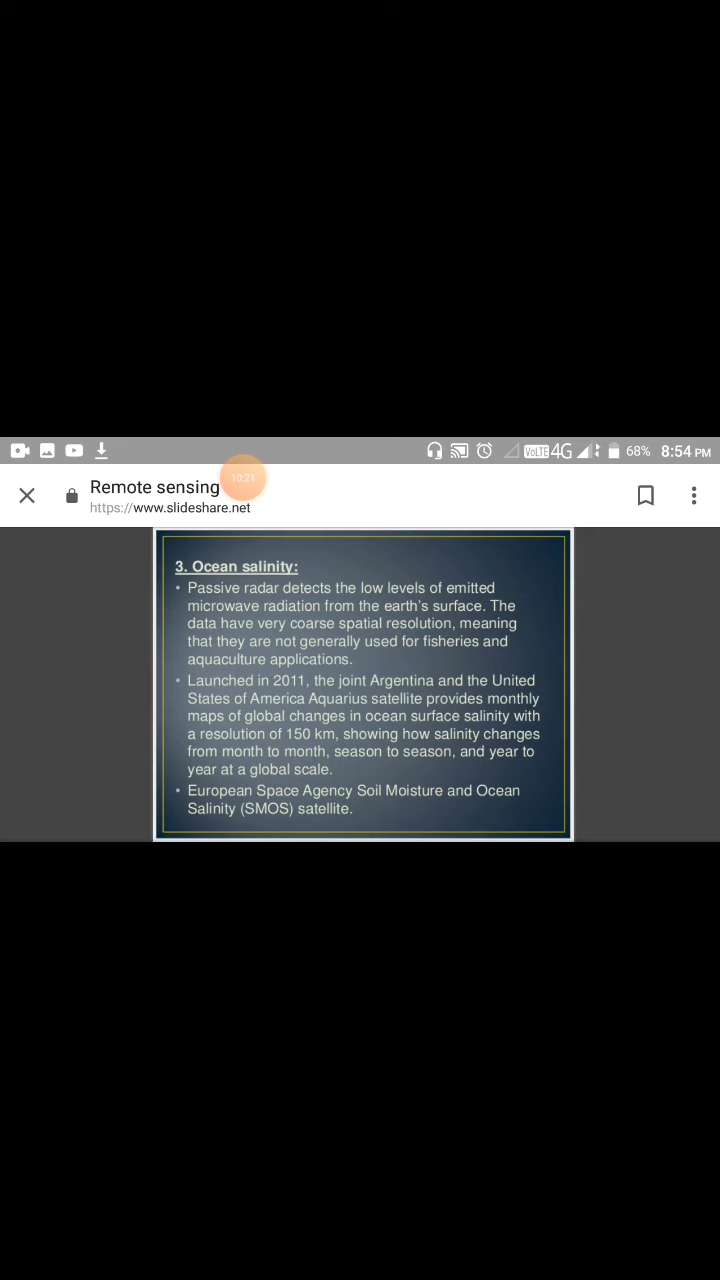 VoLTE 4G 68% 8:54 PM
Remote sensing 10:21
https://www.slideshare.net
3. Ocean salinity:
• Passive radar detects the low levels of emitted
microwave radiation from the earth's surface. The
data have very coarse spatial resolution, meaning
that they are not generally used for fisheries and
aquaculture applications.
• Launched in 2011, the joint Argentina and the United
States of America Aquarius satellite provides monthly
maps of global changes in ocean surface salinity with
a resolution of 150 km, showing how salinity changes
from month to month, season to season, and year to
year at a global scale.
• European Space Agency Soil Moisture and Ocean
Salinity (SMOS) satellite.